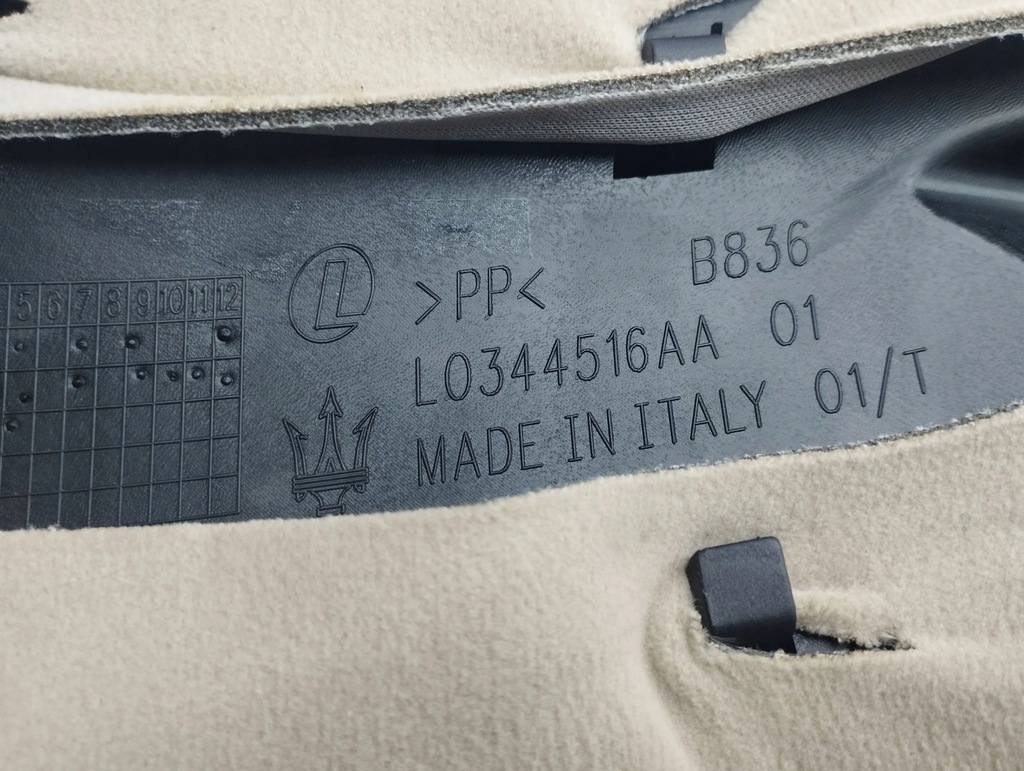 B836
>PP<
L0344516AA 01
MADE IN ITALY 01/T
5 6 7 8 9 10 11 12
L